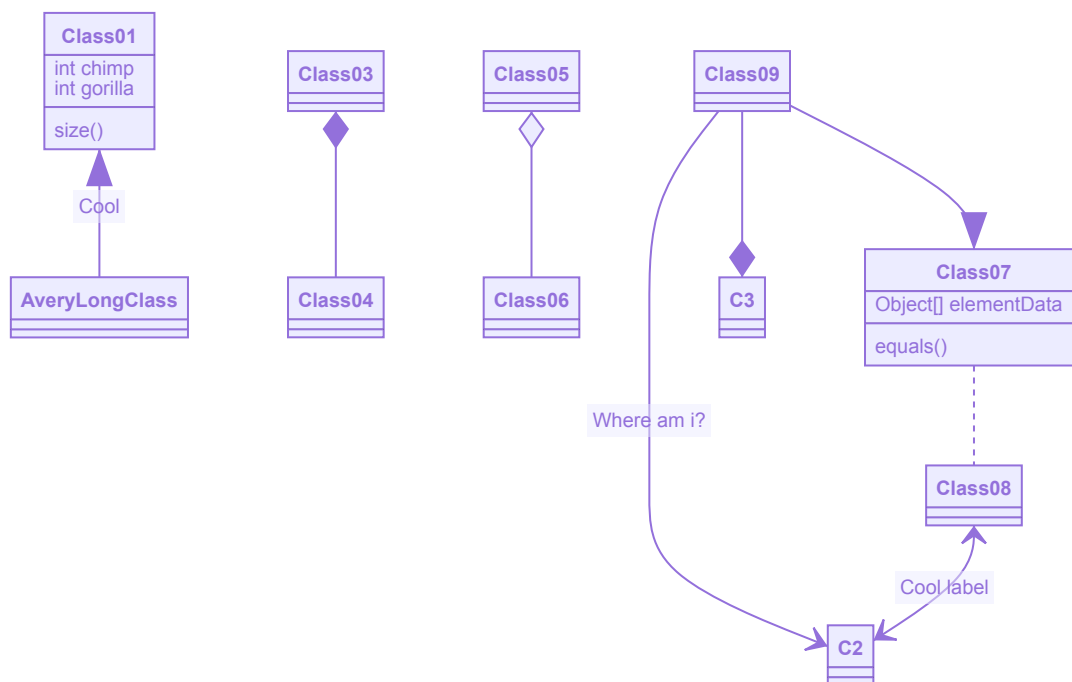 Class01
int chimp
int gorilla
size()
Cool
AveryLongClass
Class03
Class04
Class05
Class06
Class09
C3
Class07
Object[] elementData
equals()
Where am i?
Class08
Cool label
C2